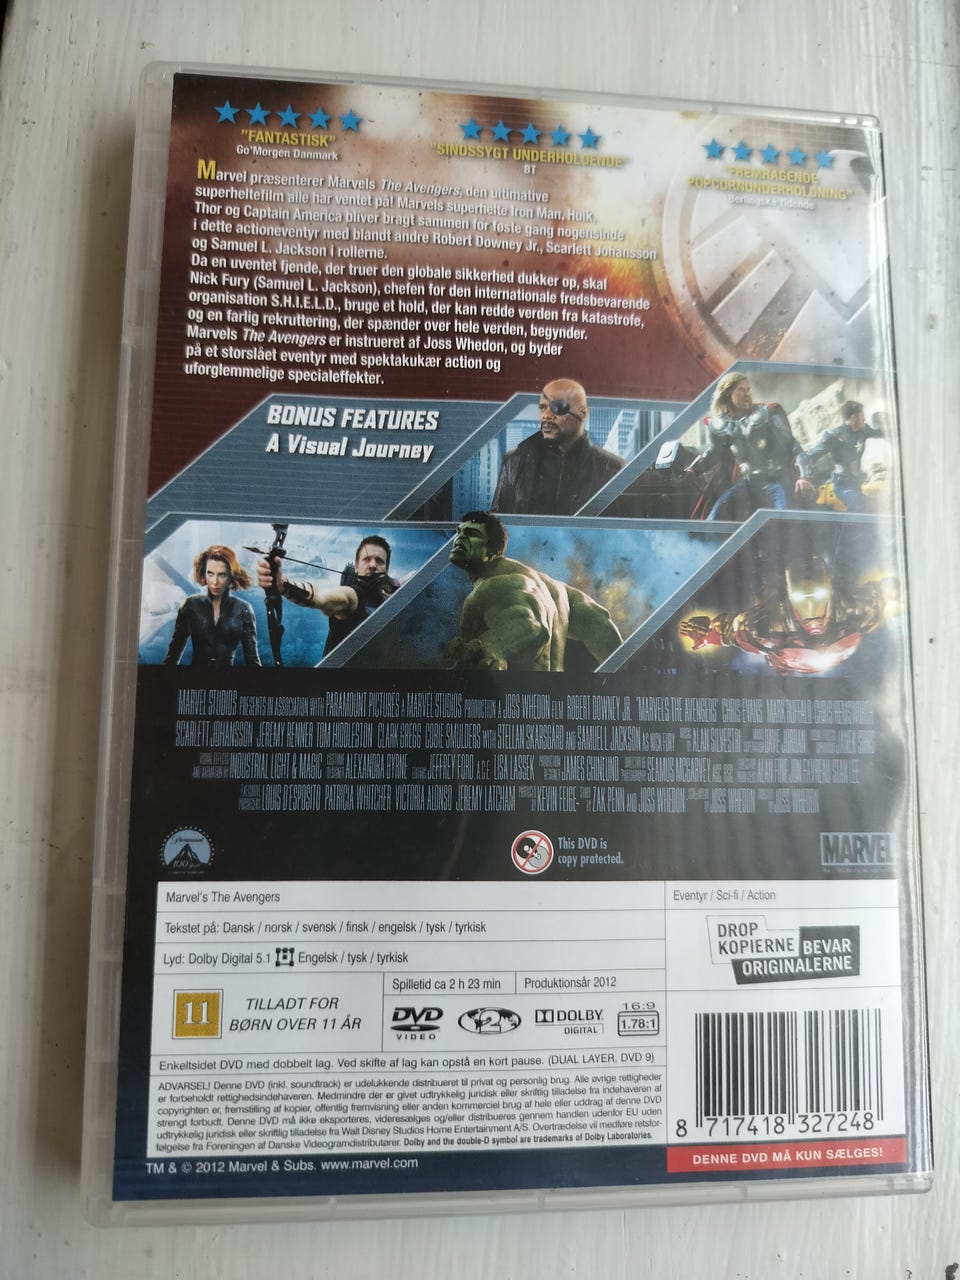 "FANTASTISK"
Go'Morgen Danmark
"SINDSSYGT UNDERHOLDENDE"
BT
"FREMRAGENDE
POPCORNUNDERHOLDNING"
Berlingske Tidende
Marvel præsenterer Marvels The Avengers, den ultimative
superheltefilm alle har ventet på! Marvels superhelte Iron Man, Hulk,
Thor og Captain America bliver bragt sammen for føste gang nogensinde
i dette actioneventyr med blandt andre Robert Downey Jr., Scarlett Johansson
og Samuel L. Jackson i rollerne.
Da en uventet fjende, der truer den globale sikkerhed dukker op, skal
Nick Fury (Samuel L. Jackson), chefen for den internationale fredsbevarende
organisation S.H.I.E.L.D., bruge et hold, der kan redde verden fra katastrofe,
og en farlig rekruttering, der spænder over hele verden, begynder.
Marvels The Avengers er instrueret af Joss Whedon, og byder
på et storslået eventyr med spektakukær action og
uforglemmelige specialeffekter.
BONUS FEATURES
A Visual Journey
MARVEL STUDIOS PRESENTS IN ASSOCIATION WITH PARAMOUNT PICTURES A MARVEL STUDIOS PRODUCTION A JOSS WHEDON FILM ROBERT DOWNEY JR. "MARVEL'S THE AVENGERS" CHRIS EVANS MARK RUFFALO CHRIS HEMSWORTH
SCARLETT JOHANSSON JEREMY RENNER TOM HIDDLESTON CLARK GREGG COBIE SMULDERS WITH STELLAN SKARSGÅRD AND SAMUEL L. JACKSON AS NICK FURY ALAN SILVESTRI DAVE JORDAN
INDUSTRIAL LIGHT & MAGIC ALEXANDRA BYRNE JEFFREY FORD A.C.E. LISA LASSEK JAMES CHINLUND SEAMUS McGARVEY STAN LEE
LOUIS D'ESPOSITO PATRICIA WHITCHER VICTORIA ALONSO JEREMY LATCHAM KEVIN FEIGE ZAK PENN AND JOSS WHEDON JOSS WHEDON JOSS WHEDON
Paramount
100
This DVD is
copy protected.
MARVEL
Marvel's The Avengers
Eventyr / Sci-fi / Action
Tekstet på: Dansk / norsk / svensk / finsk / engelsk / tysk / tyrkisk
Lyd: Dolby Digital 5.1 Engelsk / tysk / tyrkisk
DROP
KOPIERNE BEVAR
ORIGINALERNE
11
TILLADT FOR
BØRN OVER 11 ÅR
Spilletid ca 2 h 23 min
Produktionsår 2012
DVD
VIDEO
2
DOLBY
DIGITAL
16:9
1.78:1
Enkeltsidet DVD med dobbelt lag. Ved skifte af lag kan opstå en kort pause. (DUAL LAYER, DVD 9)
ADVARSEL! Denne DVD (inkl. soundtrack) er udelukkende distribueret til privat og personlig brug. Alle øvrige rettigheder
er forbeholdt rettighedsindehaveren. Medmindre der er givet udtrykkelig juridisk eller skriftlig tilladelse fra indehaveren af
copyrighten er, fremstilling af kopier, offentlig fremvisning eller anden kommerciel brug af hele eller uddrag af denne DVD
strengt forbudt. Denne DVD må ikke eksporteres, videresælges og/eller distribueres gennem handlen udenfor EU uden
udtrykkelig juridisk eller skriftlig tilladelse fra Walt Disney Studios Home Entertainment A/S. Overtrædelse vil medføre retsfor-
følgelse fra Foreningen af Danske Videogramdistributører. Dolby and the double-D symbol are trademarks of Dolby Laboratories.
8 717418 327248
DENNE DVD MÅ KUN SÆLGES!
TM & © 2012 Marvel & Subs. www.marvel.com